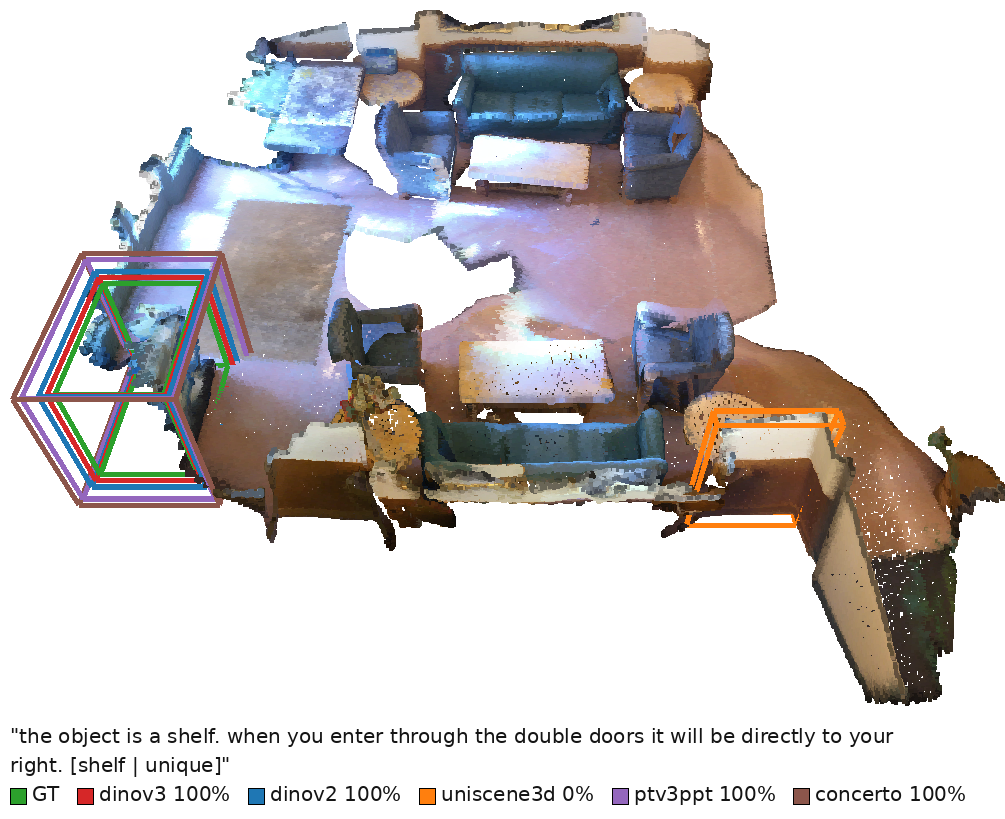 "the object is a shelf. when you enter through the double doors it will be directly to your
right. [shelf | unique]"
GT dinov3 100% dinov2 100% uniscene3d 0% ptv3ppt 100% concerto 100%